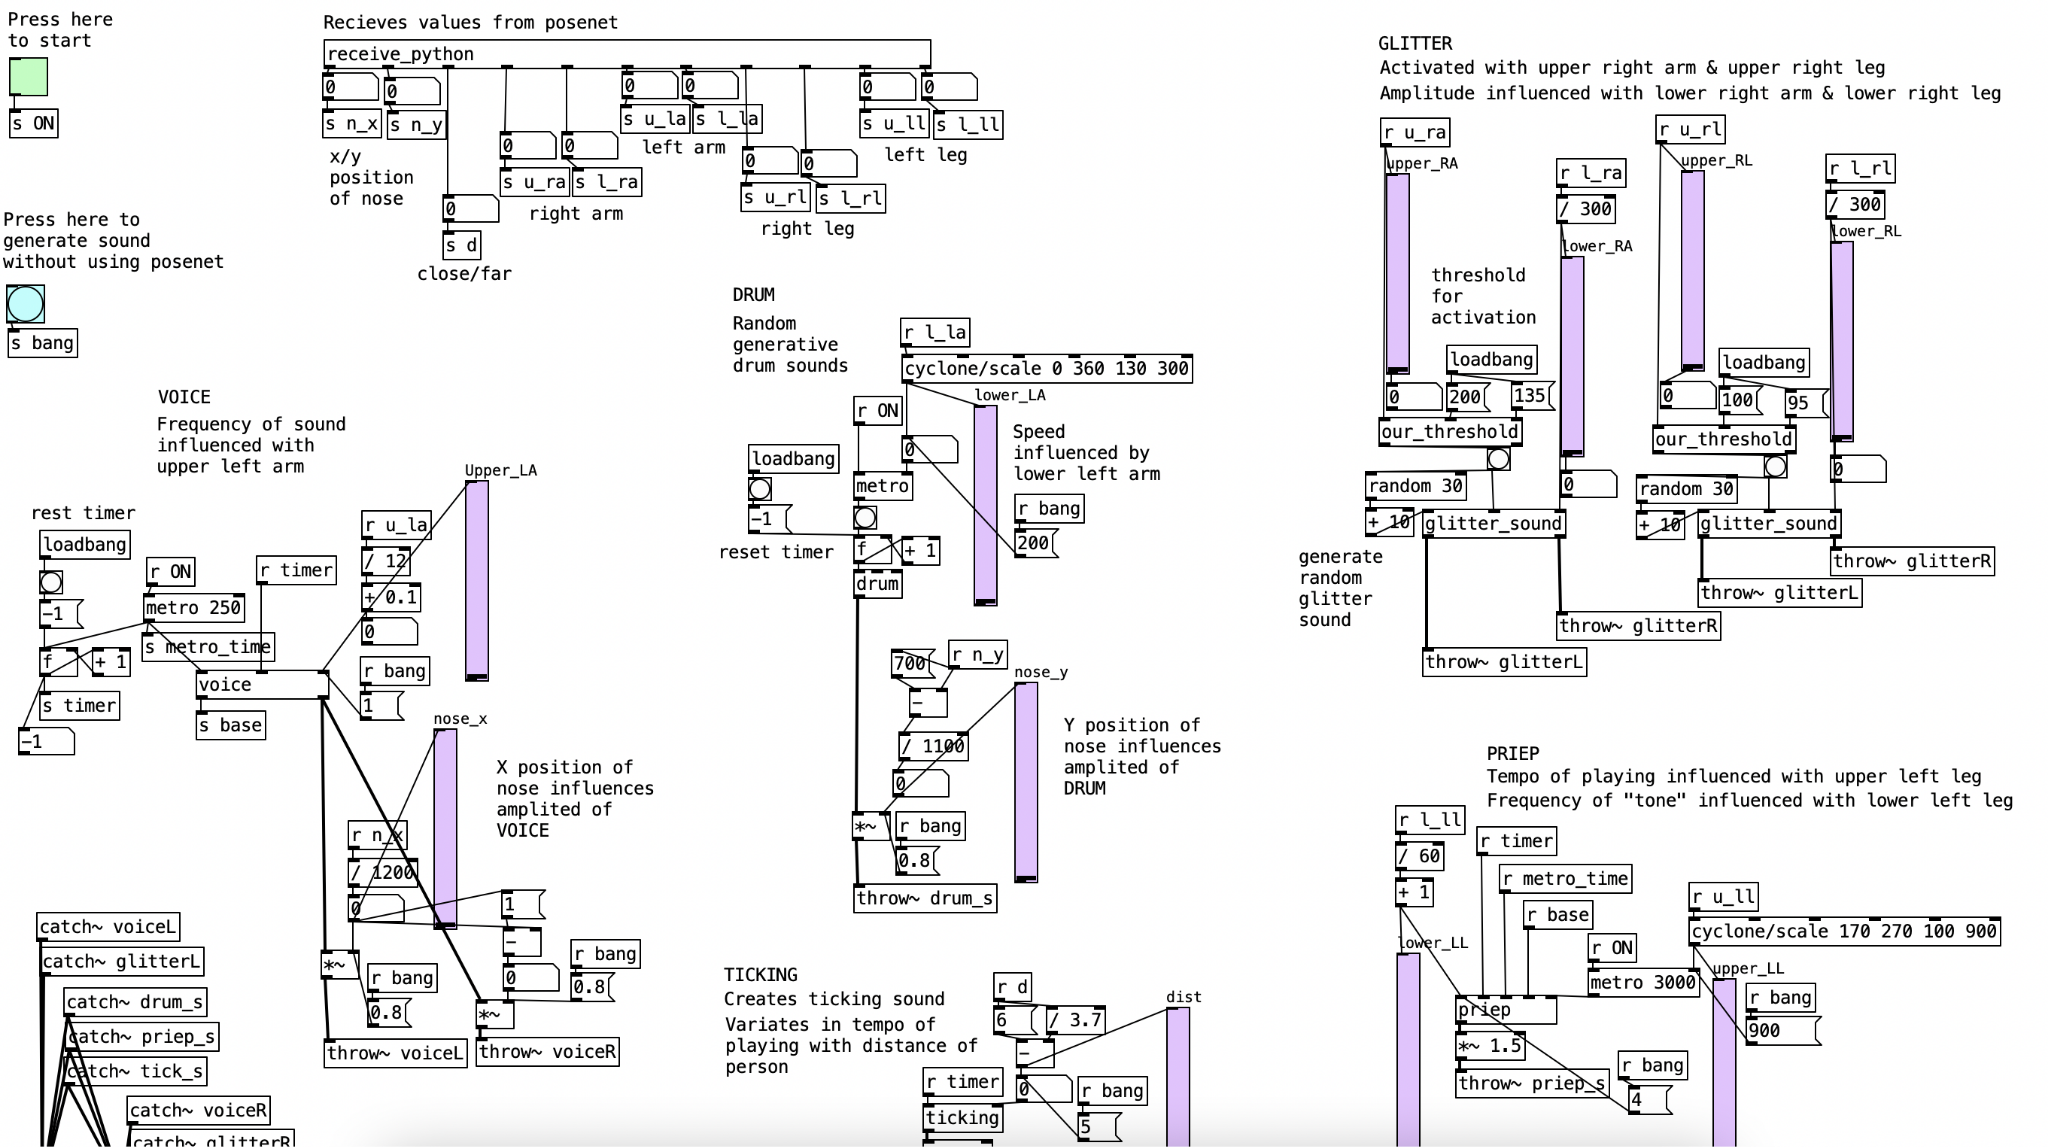 Press here
to start
s ON
Press here to
generate sound
without using posenet
s bang
Recieves values from posenet
receive_python
0
0
0
0
0
0
s n_x
s n_y
s u_la
s l_la
s u_ll
s l_ll
x/y
position
of nose
0
0
left arm
0
0
left leg
s u_ra
s l_ra
s u_rl
s l_rl
right arm
right leg
0
s d
close/far
VOICE
Frequency of sound
influenced with
upper left arm
rest timer
loadbang
-1
f
+ 1
s timer
-1
r ON
metro 250
s metro_time
r timer
voice
s base
r u_la
/ 12
+ 0.1
0
r bang
1
Upper_LA
nose_x
X position of
nose influences
amplited of
VOICE
r n_x
/ 1200
0
1
-
0
r bang
0.8
*~
r bang
0.8
*~
throw~ voiceL
throw~ voiceR
catch~ voiceL
catch~ glitterL
catch~ drum_s
catch~ priep_s
catch~ tick_s
catch~ voiceR
catch~ glitterR
DRUM
Random
generative
drum sounds
r l_la
cyclone/scale 0 360 130 300
lower_LA
r ON
0
Speed
influenced by
lower left arm
loadbang
metro
-1
reset timer
f
+ 1
drum
r bang
200
700
r n_y
-
/ 1100
0
nose_y
Y position of
nose influences
amplited of
DRUM
*~
r bang
0.8
throw~ drum_s
TICKING
Creates ticking sound
Variates in tempo of
playing with distance of
person
r d
6
/ 3.7
-
dist
r timer
0
r bang
ticking
5
GLITTER
Activated with upper right arm & upper right leg
Amplitude influenced with lower right arm & lower right leg
r u_ra
upper_RA
r l_ra
/ 300
lower_RA
threshold
for
activation
loadbang
0
200
135
our_threshold
random 30
0
+ 10
glitter_sound
generate
random
glitter
sound
throw~ glitterR
throw~ glitterL
r u_rl
upper_RL
r l_rl
/ 300
lower_RL
loadbang
0
100
95
our_threshold
0
random 30
+ 10
glitter_sound
throw~ glitterR
throw~ glitterL
PRIEP
Tempo of playing influenced with upper left leg
Frequency of "tone" influenced with lower left leg
r l_ll
r timer
/ 60
r metro_time
+ 1
r base
r u_ll
cyclone/scale 170 270 100 900
lower_LL
r ON
metro 3000
upper_LL
priep
r bang
900
*~ 1.5
throw~ priep_s
r bang
4